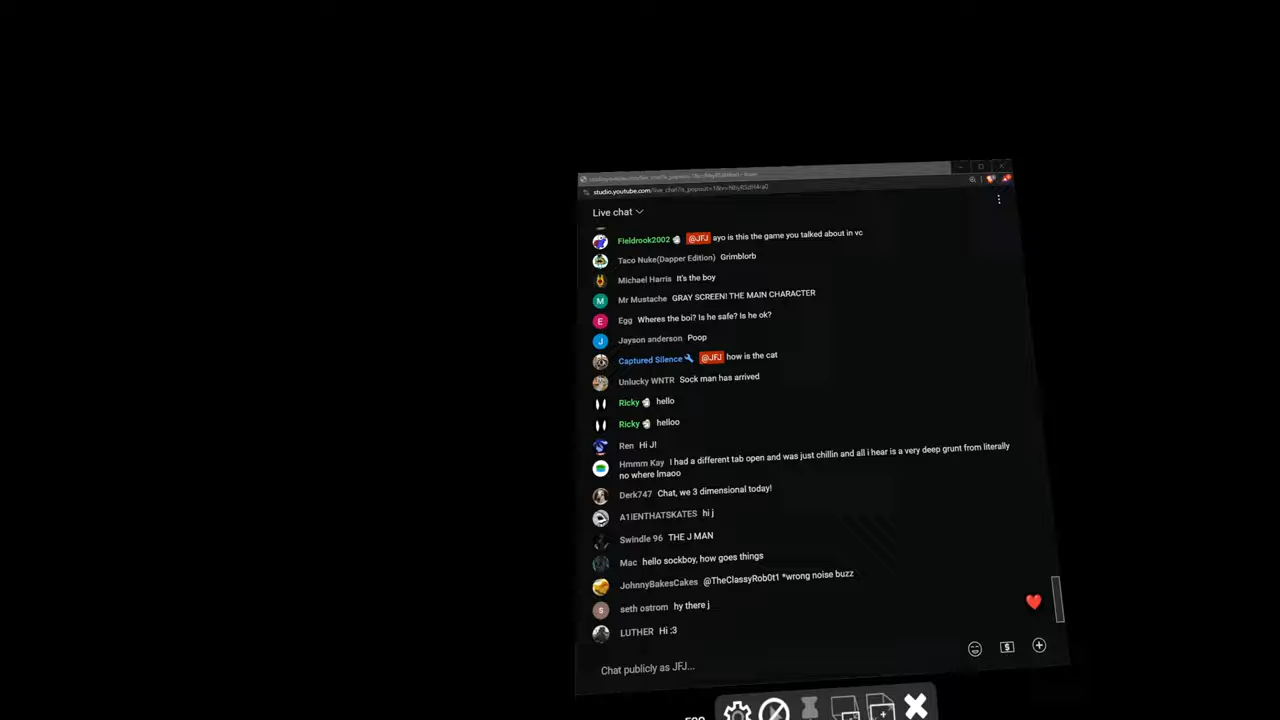 studio.youtube.com
Live chat
Fieldrook2002 @JFJ ayo is this the game you talked about in vc
Taco Nuke(Dapper Edition) Grimblorb
Michael Harris It's the boy
M Mr Mustache GRAY SCREEN! THE MAIN CHARACTER
E Egg Wheres the boi? Is he safe? Is he ok?
J Jayson anderson Poop
Captured Silence @JFJ how is the cat
Unlucky WNTR Sock man has arrived
Ricky hello
Ricky helloo
Ren Hi J!
Hmmm Kay I had a different tab open and was just chillin and all i hear is a very deep grunt from literally
no where lmaoo
Derk747 Chat, we 3 dimensional today!
A1IENTHATSKATES hi j
Swindle 96 THE J MAN
Mac hello sockboy, how goes things
JohnnyBakesCakes @TheClassyRob0t1 *wrong noise buzz
S seth ostrom hy there j
LUTHER Hi :3
Chat publicly as JFJ...